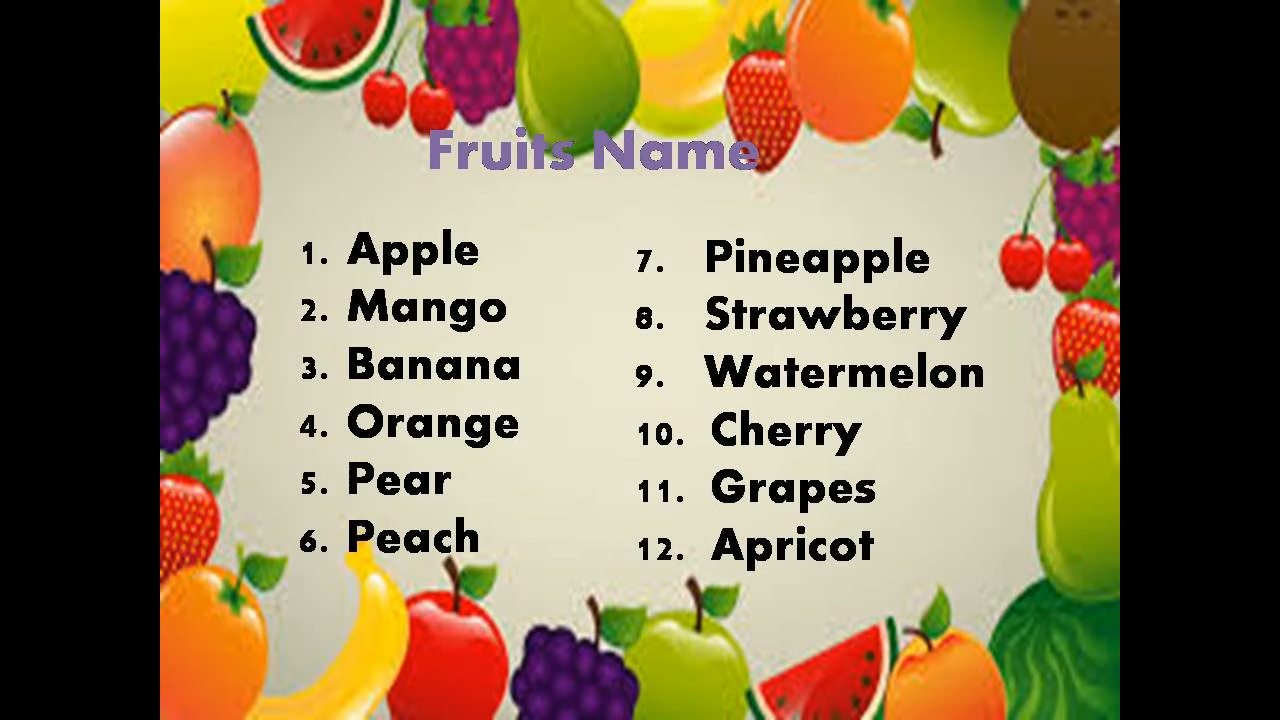 Fruits Name
1. Apple
2. Mango
3. Banana
4. Orange
5. Pear
6. Peach
7. Pineapple
8. Strawberry
9. Watermelon
10. Cherry
11. Grapes
12. Apricot